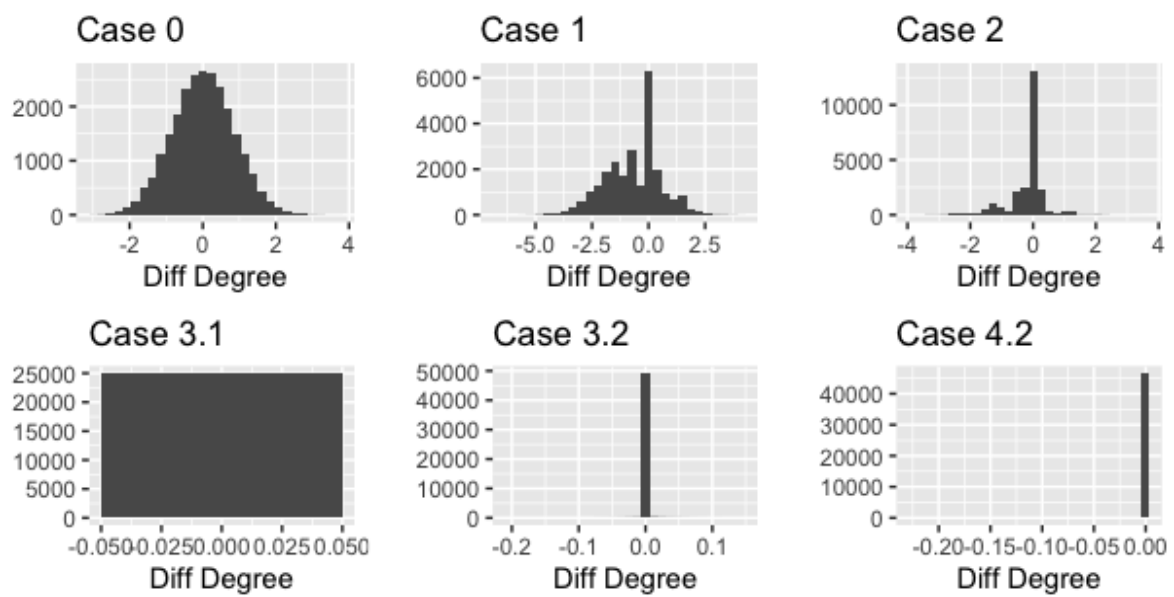 Case 0
2000
1000
0
-2 0 2 4
Diff Degree
Case 1
6000
4000
2000
0
-5.0 -2.5 0.0 2.5
Diff Degree
Case 2
10000
5000
0
-4 -2 0 2 4
Diff Degree
Case 3.1
25000
20000
15000
10000
5000
0
-0.050 -0.025 0.000 0.025 0.050
Diff Degree
Case 3.2
50000
40000
30000
20000
10000
0
-0.2 -0.1 0.0 0.1
Diff Degree
Case 4.2
40000
30000
20000
10000
0
-0.20 -0.15 -0.10 -0.05 0.00
Diff Degree